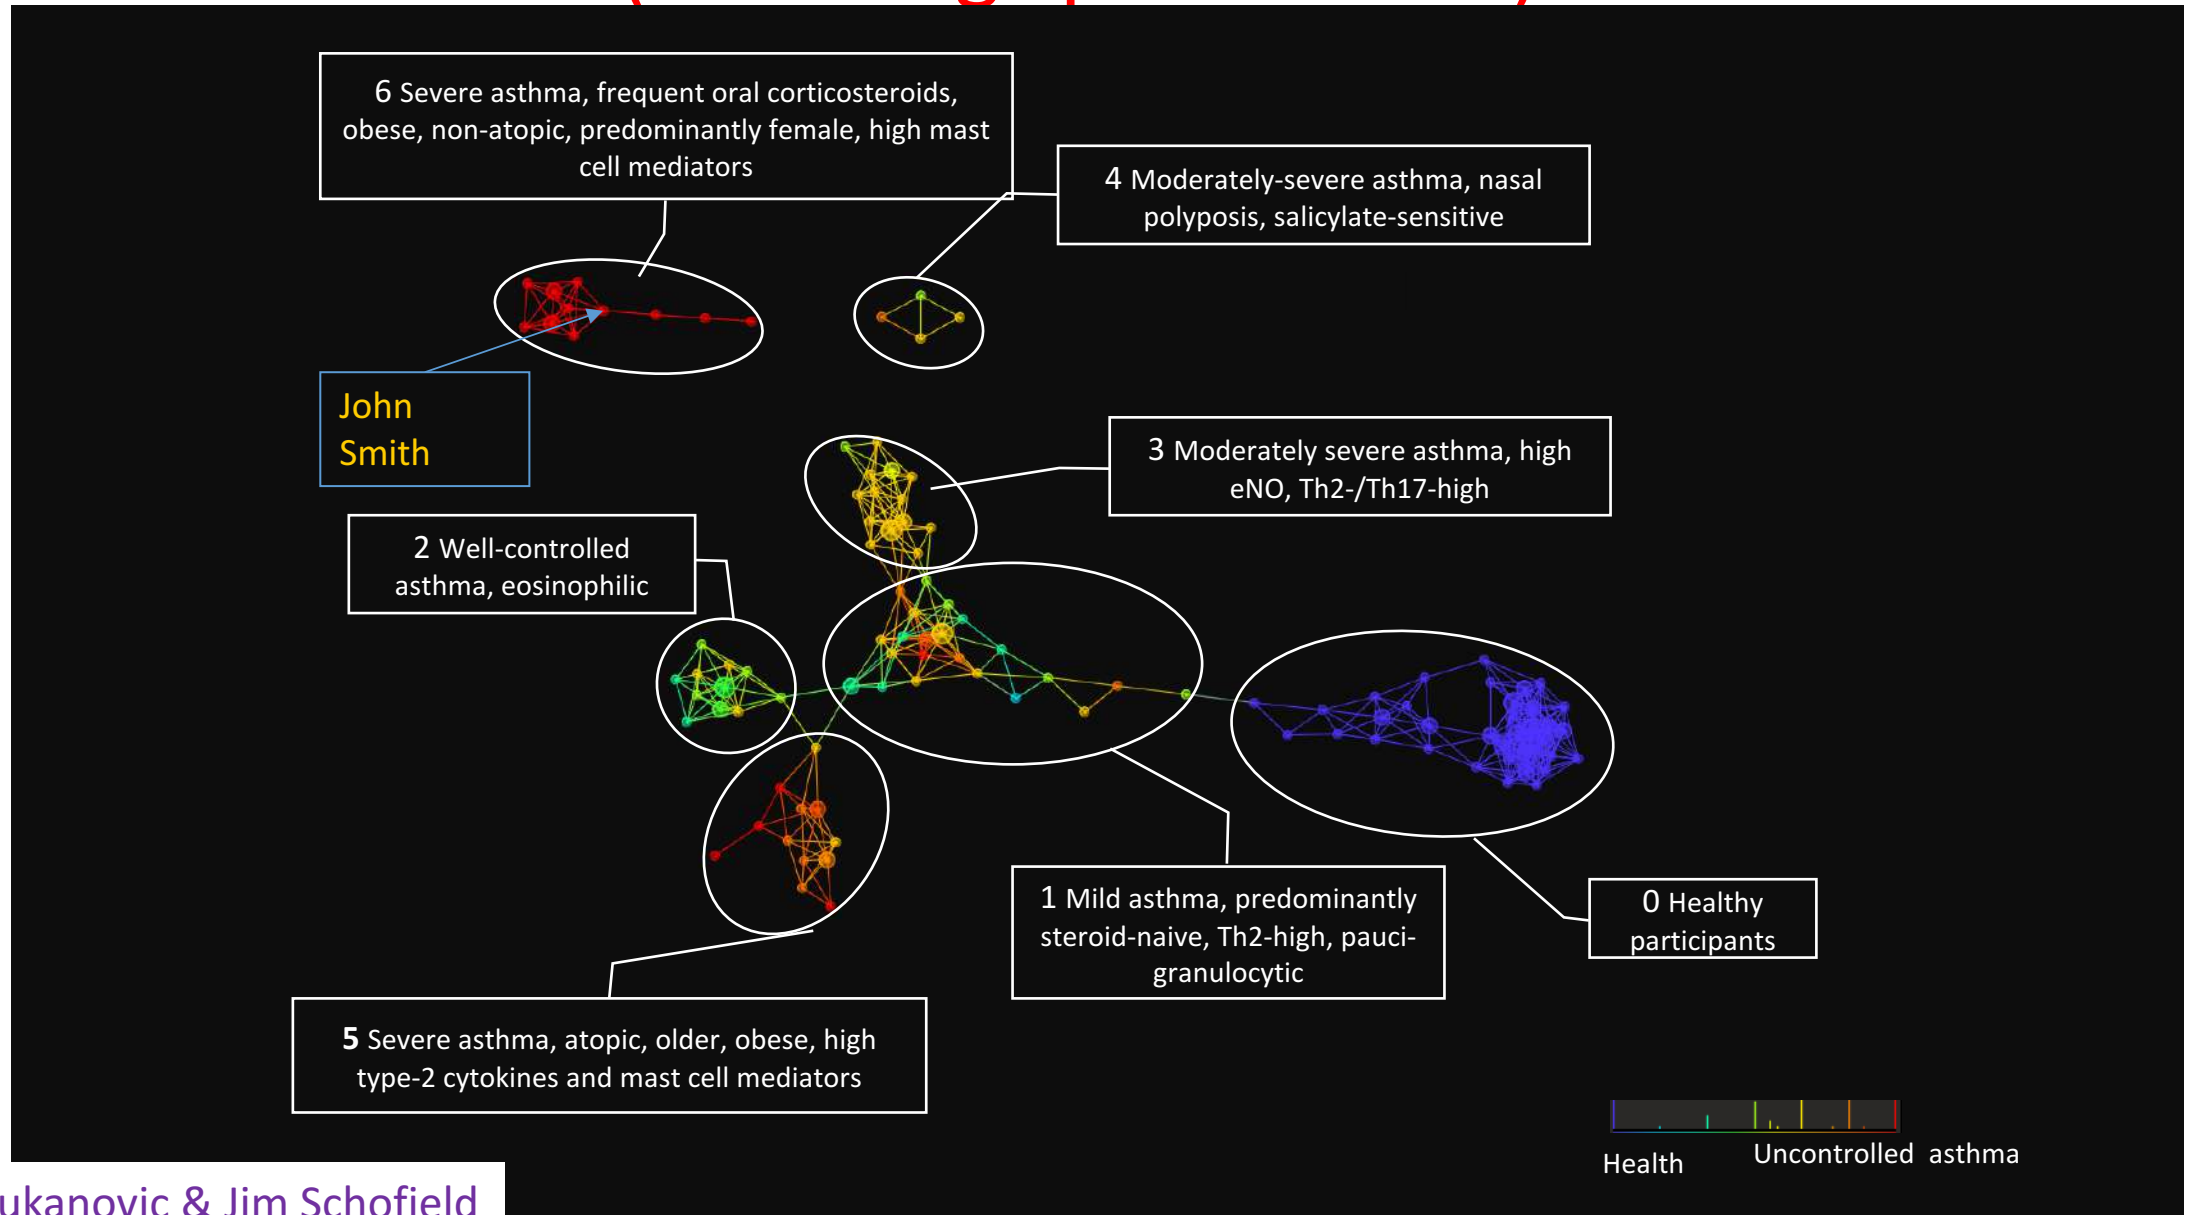 6 Severe asthma, frequent oral corticosteroids,
obese, non-atopic, predominantly female, high mast
cell mediators
4 Moderately-severe asthma, nasal
polyposis, salicylate-sensitive
John
Smith
3 Moderately severe asthma, high
eNO, Th2-/Th17-high
2 Well-controlled
asthma, eosinophilic
1 Mild asthma, predominantly
steroid-naive, Th2-high, pauci-
granulocytic
0 Healthy
participants
5 Severe asthma, atopic, older, obese, high
type-2 cytokines and mast cell mediators
Health
Uncontrolled asthma
ukanovic & Jim Schofield